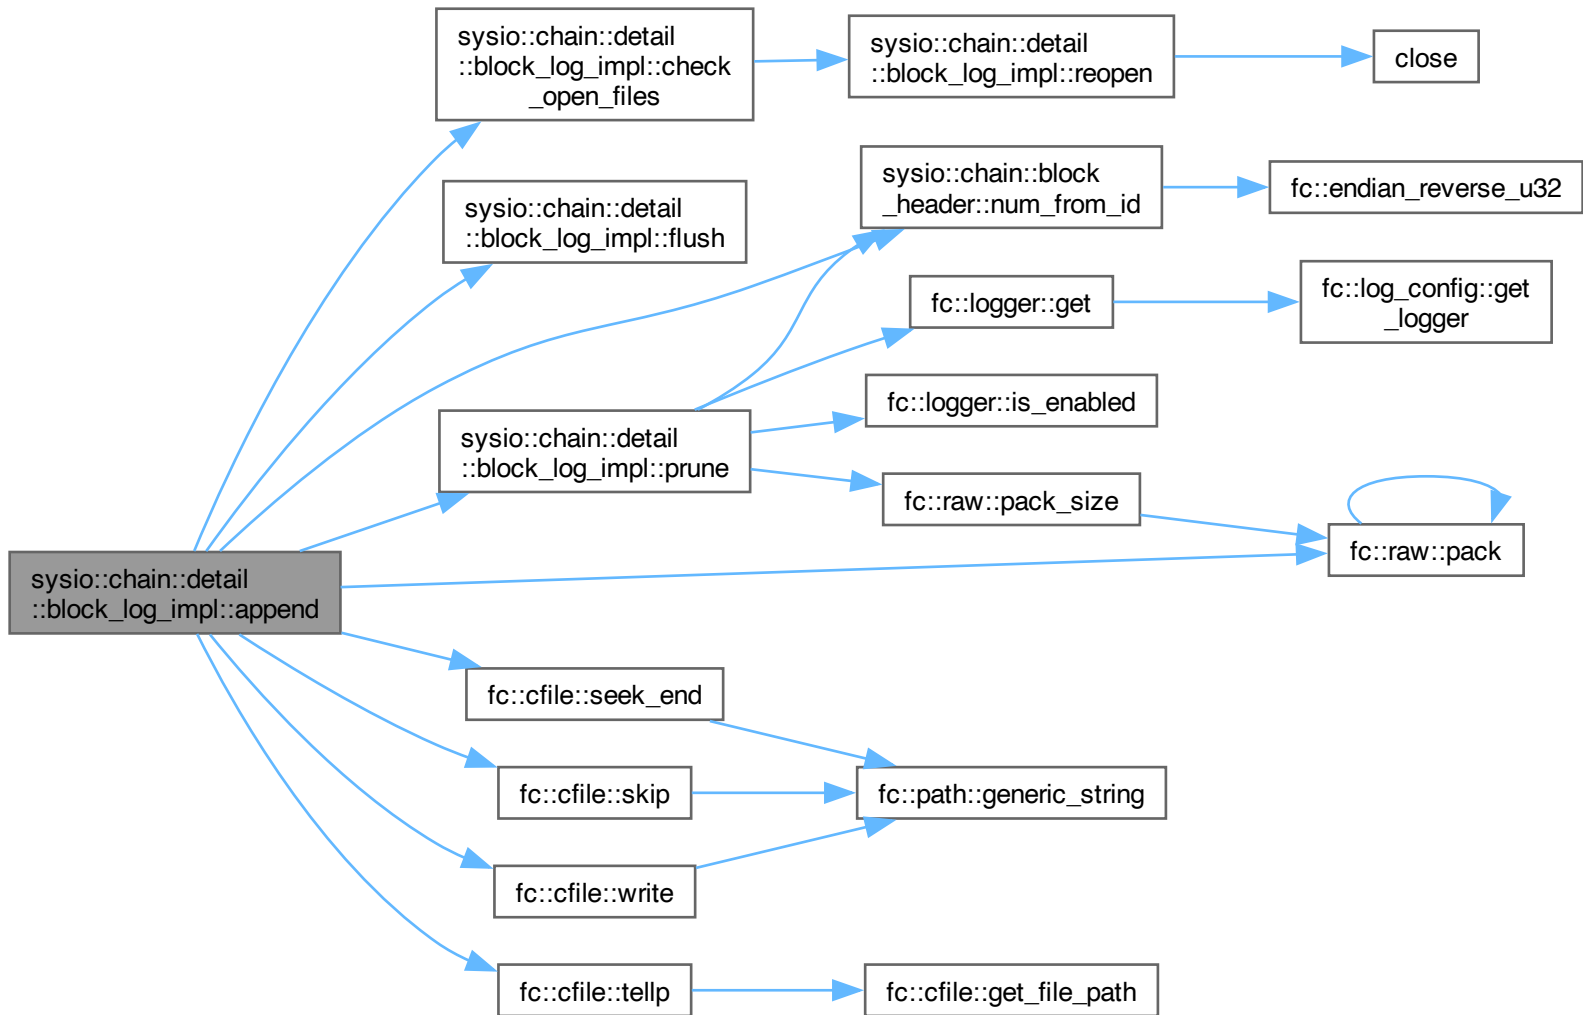 sysio::chain::detail
::block_log_impl::check
_open_files
sysio::chain::detail
::block_log_impl::reopen
close
sysio::chain::detail
::block_log_impl::flush
sysio::chain::block
_header::num_from_id
fc::endian_reverse_u32
fc::logger::get
fc::log_config::get
_logger
fc::logger::is_enabled
sysio::chain::detail
::block_log_impl::prune
fc::raw::pack_size
fc::raw::pack
sysio::chain::detail
::block_log_impl::append
fc::cfile::seek_end
fc::cfile::skip
fc::path::generic_string
fc::cfile::write
fc::cfile::tellp
fc::cfile::get_file_path